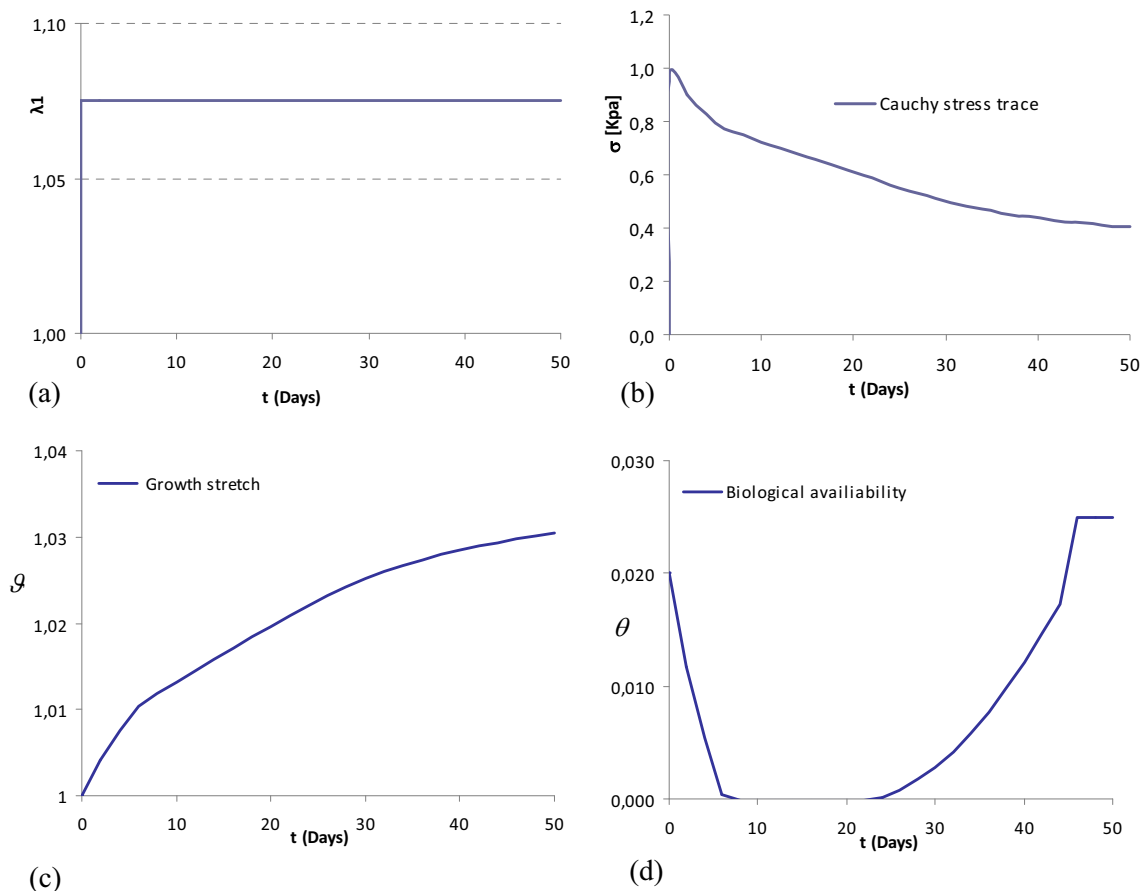 1,10
1,05
1,00
λ1
0
10
20
30
40
50
t (Days)
(a)
1,2
1,0
0,8
0,6
0,4
0,2
0,0
σ [Kpa]
Cauchy stress trace
0
10
20
30
40
50
t (Days)
(b)
1,04
1,03
1,02
1,01
1
ϑ
Growth stretch
0
10
20
30
40
50
t (Days)
(c)
0,030
0,020
0,010
0,000
θ
Biological availiability
0
10
20
30
40
50
t (Days)
(d)